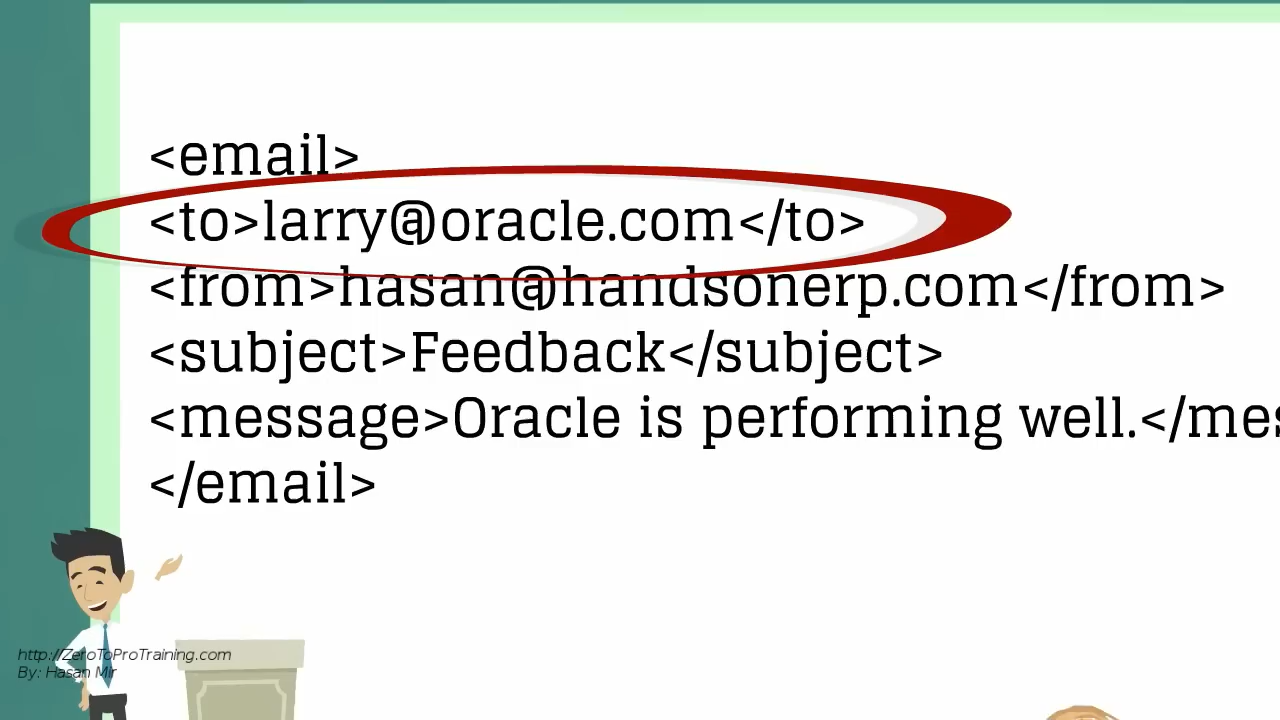 <email>
<to>larry@oracle.com</to>
<from>hasan@handsonerp.com</from>
<subject>Feedback</subject>
<message>Oracle is performing well.</mes
</email>
http://ZeroToProTraining.com
By: Hasan Mir